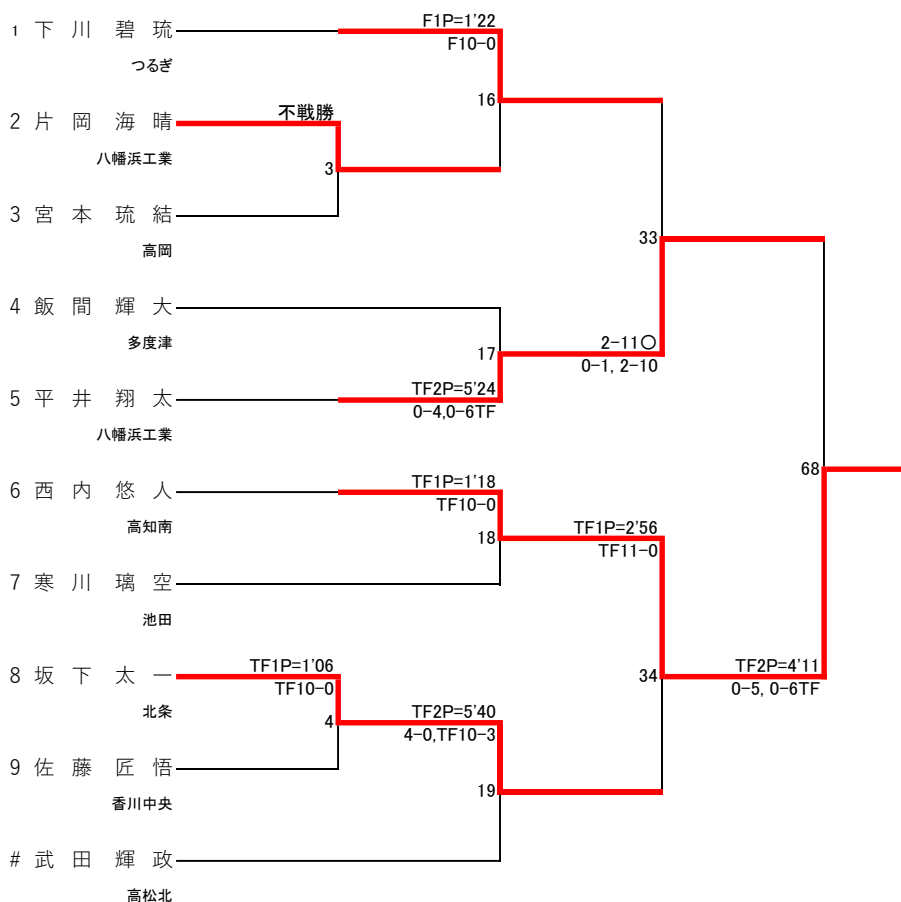 1 下川碧琉
つるぎ
F1P=1'22
F10-0
16
2 片岡海晴
八幡浜工業
不戦勝
3
3 宮本琉結
高岡
33
4 飯間輝大
多度津
17
2-11○
0-1, 2-10
5 平井翔太
八幡浜工業
TF2P=5'24
0-4,0-6TF
68
6 西内悠人
高知南
TF1P=1'18
TF10-0
18
TF1P=2'56
TF11-0
7 寒川璃空
池田
8 坂下太一
北条
TF1P=1'06
TF10-0
4
34
TF2P=4'11
0-5, 0-6TF
TF2P=5'40
4-0,TF10-3
9 佐藤匠悟
香川中央
19
# 武田輝政
高松北